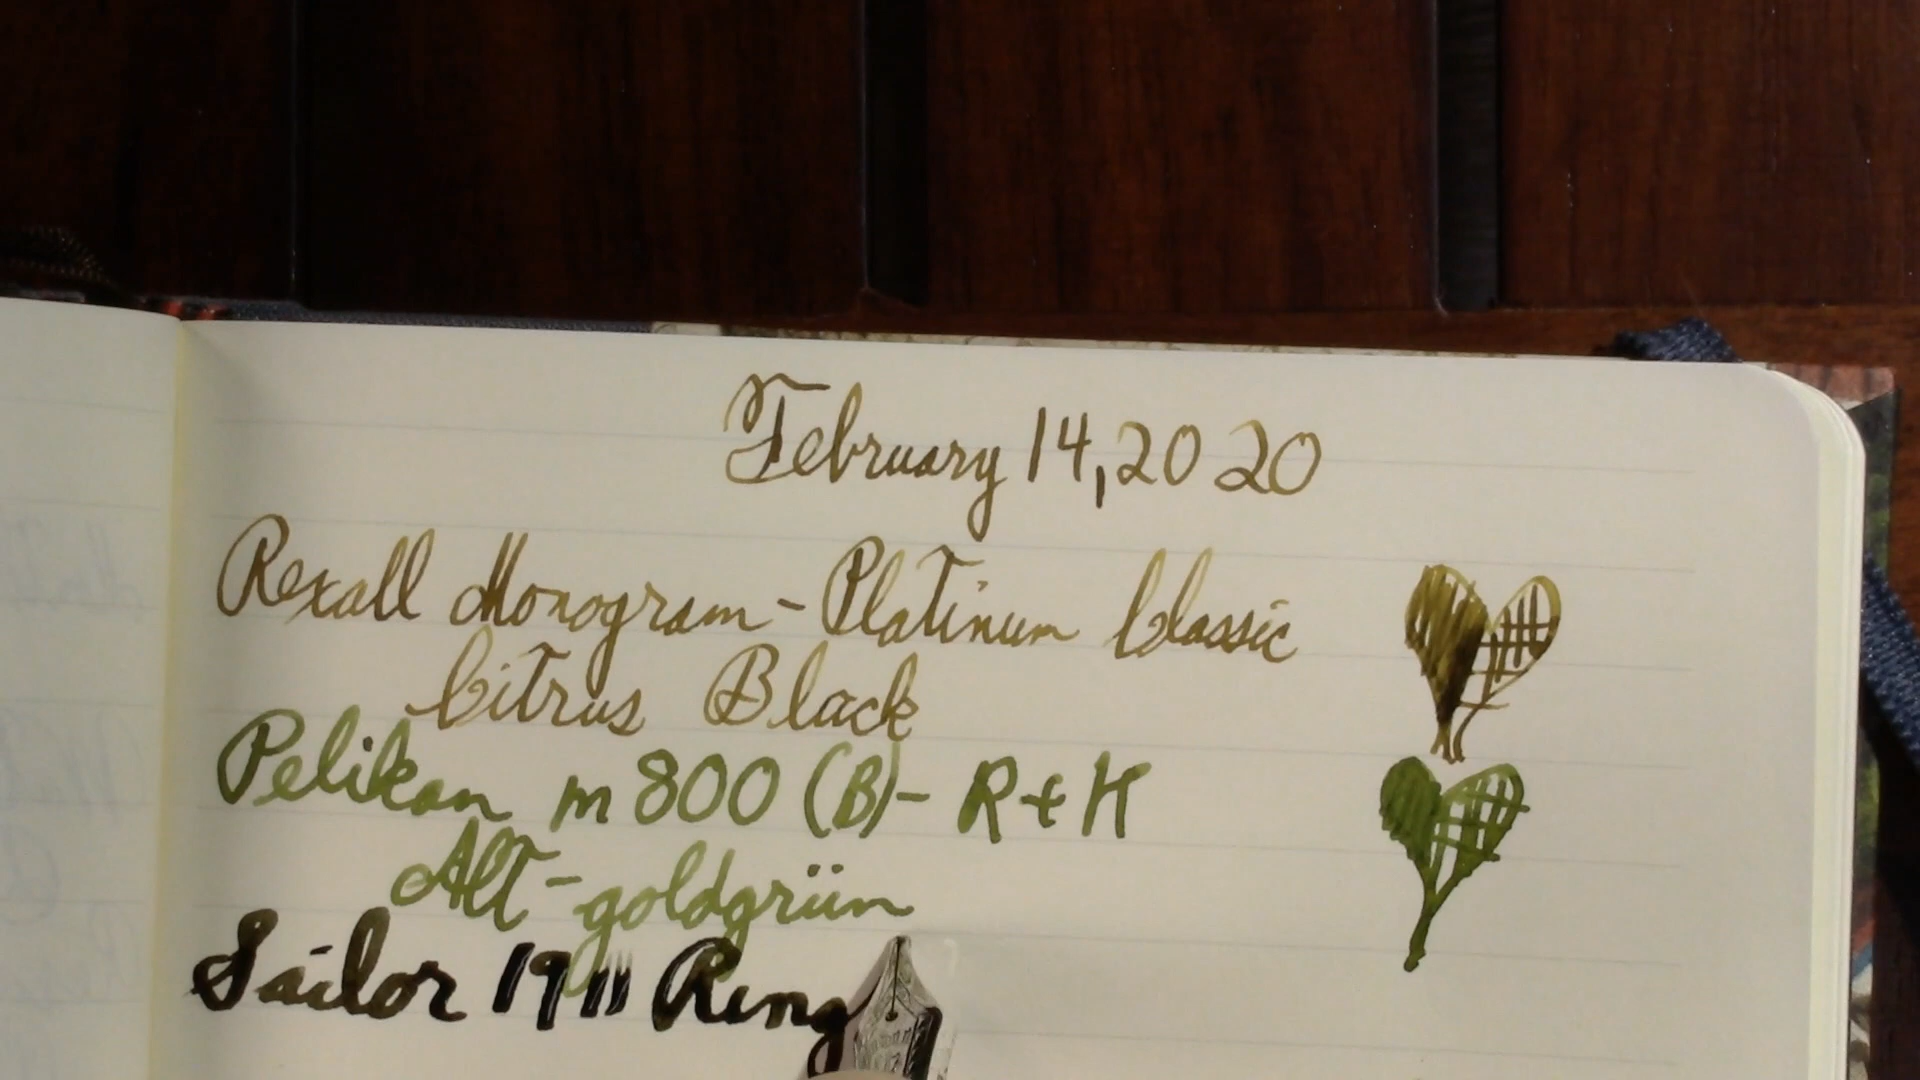 February 14, 2020
Rexall Monogram - Platinum Classic
Citrus Black
Pelikan m800 (B) - R + K
Alt-goldgrün
Sailor 1911 Ring